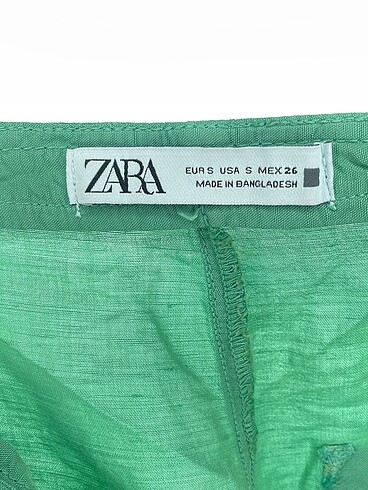 ZARA
EUR S USA S MEX 26
MADE IN BANGLADESH